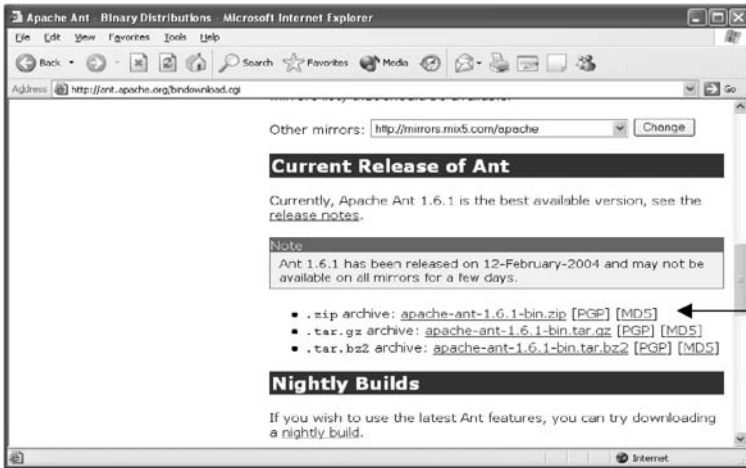 Apache Ant - Binary Distributions - Microsoft Internet Explorer
File Edit View Favorites Tools Help
Back Search Favorites Media
Address http://ant.apache.org/bindownload.cgi Go
mirrors list) that should be available.
Other mirrors: http://mirrors.mix5.com/apache Change
Current Release of Ant
Currently, Apache Ant 1.6.1 is the best available version, see the
release notes.
Note
Ant 1.6.1 has been released on 12-February-2004 and may not be
available on all mirrors for a few days.
• .zip archive: apache-ant-1.6.1-bin.zip [PGP] [MD5]
• .tar.gz archive: apache-ant-1.6.1-bin.tar.gz [PGP] [MD5]
• .tar.bz2 archive: apache-ant-1.6.1-bin.tar.bz2 [PGP] [MD5]
Nightly Builds
If you wish to use the latest Ant features, you can try downloading
a nightly build.
Internet